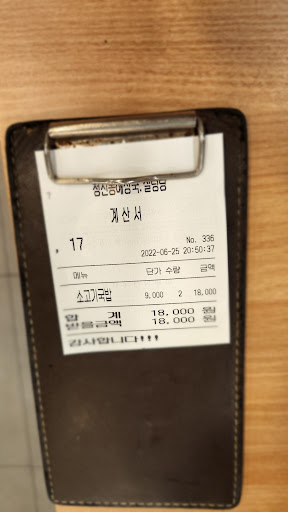 계산서
17
No. 336
2022-06-25 20:50:37
메뉴 단가 수량 금액
소고기국밥 9,000 2 18,000
합 계 18,000 원
받을금액 18,000 원
감사합니다!!!